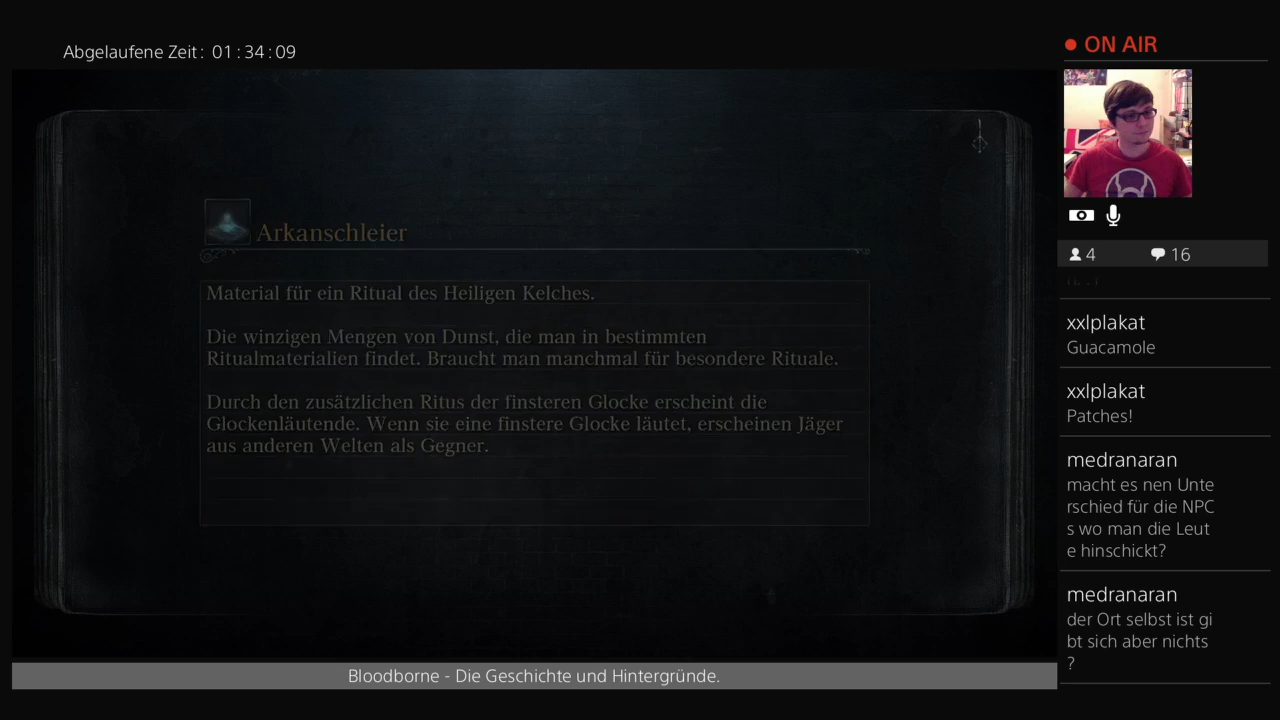 Abgelaufene Zeit: 01:34:09
ON AIR
4 16
Arkanschleier
Material für ein Ritual des Heiligen Kelches.
Die winzigen Mengen von Dunst, die man in bestimmten
Ritualmaterialien findet. Braucht man manchmal für besondere Rituale.
Durch den zusätzlichen Ritus der finsteren Glocke erscheint die
Glockenläutende. Wenn sie eine finstere Glocke läutet, erscheinen Jäger
aus anderen Welten als Gegner.
Bloodborne - Die Geschichte und Hintergründe.
xxlplakat
Guacamole
xxlplakat
Patches!
medranaran
macht es nen Unte
rschied für die NPC
s wo man die Leut
e hinschickt?
medranaran
der Ort selbst ist gi
bt sich aber nichts
?